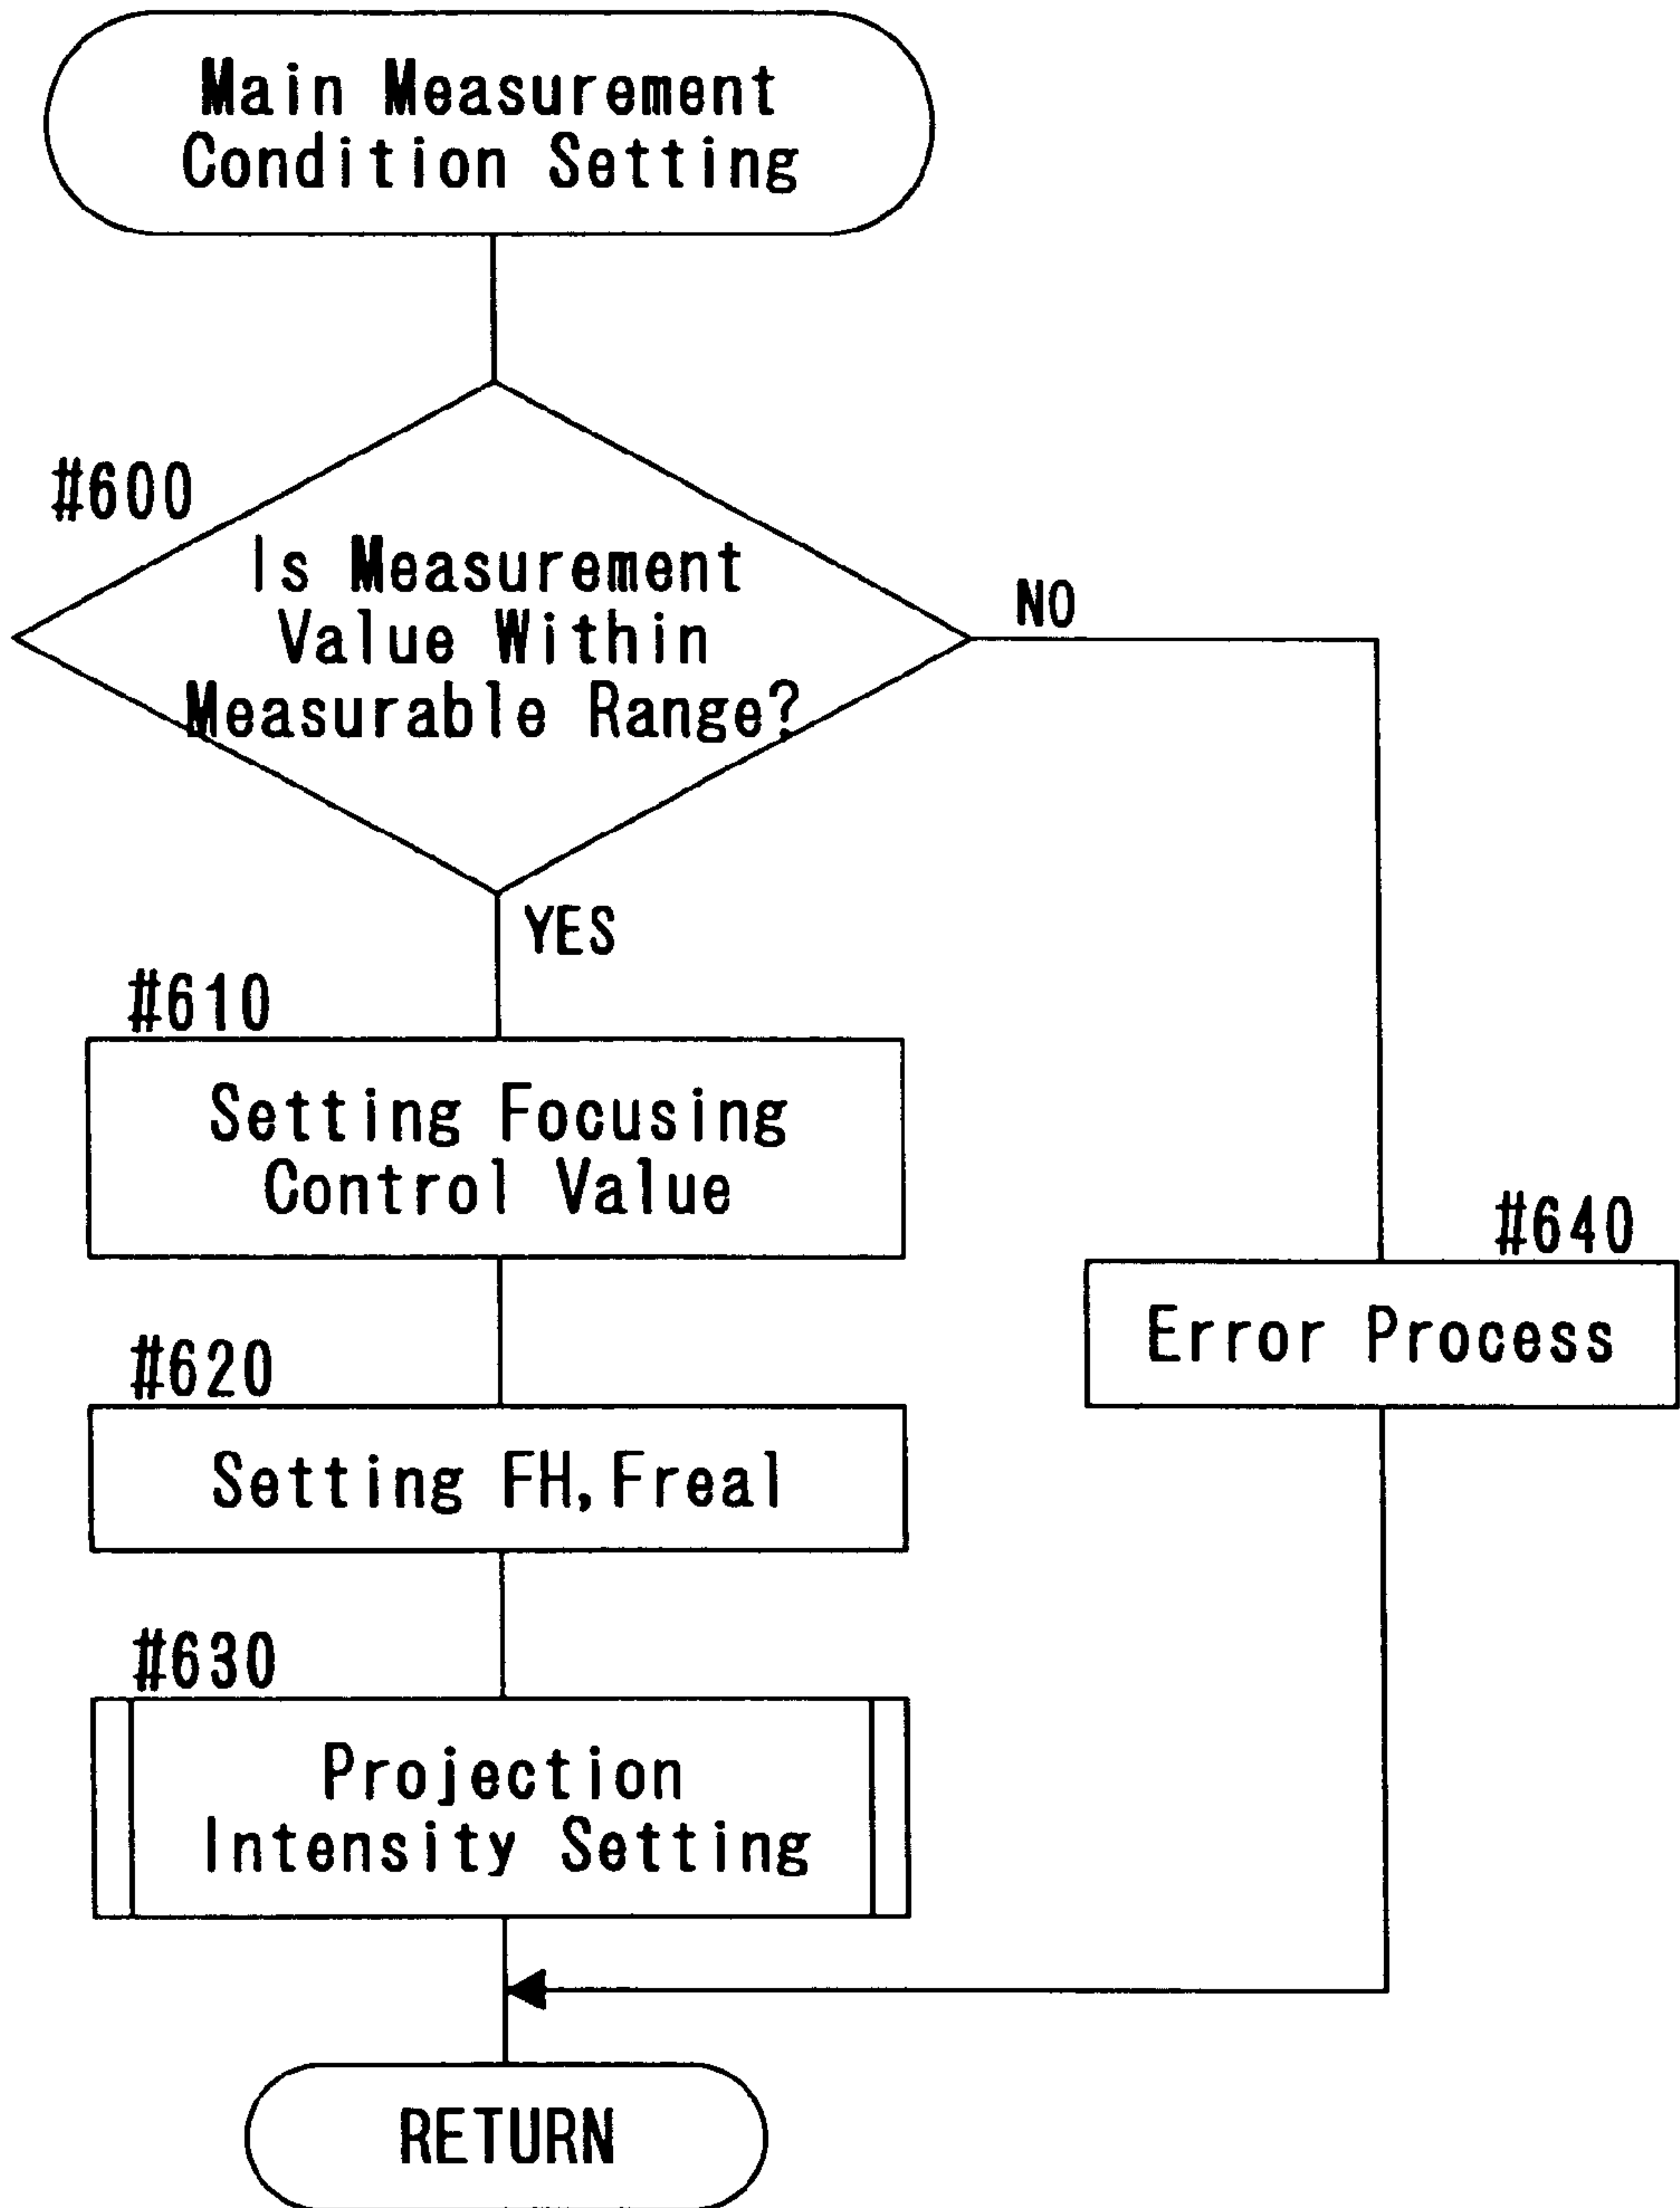 Main Measurement
Condition Setting
#600
Is Measurement
Value Within
Measurable Range?
NO
YES
#610
Setting Focusing
Control Value
#640
Error Process
#620
Setting FH,Freal
#630
Projection
Intensity Setting
RETURN